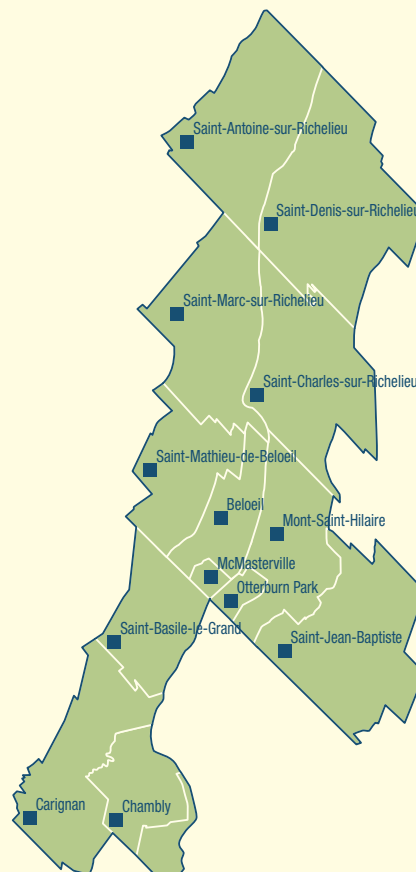 Saint-Antoine-sur-Richelieu
Saint-Denis-sur-Richelieu
Saint-Marc-sur-Richelieu
Saint-Charles-sur-Richelieu
Saint-Mathieu-de-Beloeil
Beloeil
Mont-Saint-Hilaire
McMasterville
Otterburn Park
Saint-Basile-le-Grand
Saint-Jean-Baptiste
Carignan
Chambly